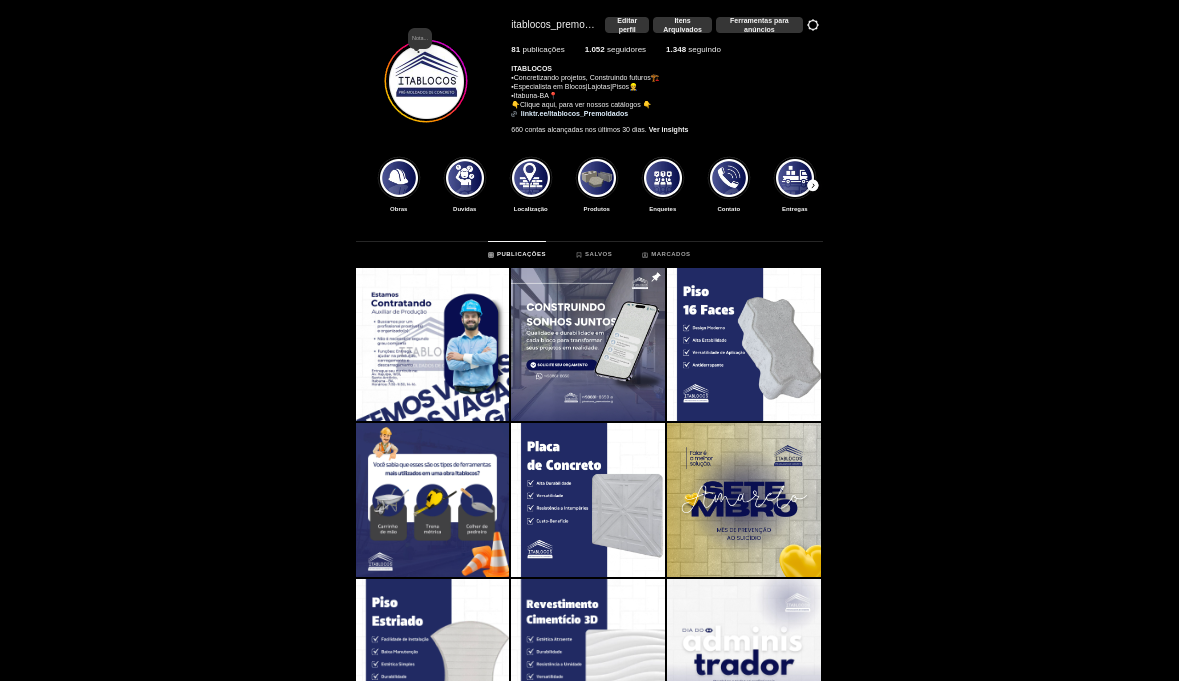 itablocos_premo...
Editar perfil
Itens Arquivados
Ferramentas para anúncios
Nota...
81 publicações
1.052 seguidores
1.348 seguindo
ITABLOCOS
PRÉ-MOLDADOS DE CONCRETO
ITABLOCOS
•Concretizando projetos, Construindo futuros🏗️
•Especialista em Blocos|Lajotas|Pisos👷
•Itabuna-BA📍
👇Clique aqui, para ver nossos catálogos 👇
linktr.ee/Itablocos_Premoldados
660 contas alcançadas nos últimos 30 dias. Ver insights
Obras
Duvidas
Localização
Produtos
Enquetes
Contato
Entregas
PUBLICAÇÕES
SALVOS
MARCADOS
Estamos
Contratando
Auxiliar de Produção
CONSTRUINDO
SONHOS JUNTOS
Qualidade e durabilidade em
cada bloco para transformar
seus projetos em realidade.
SOLICITE SEU ORÇAMENTO
Piso
16 Faces
Design Moderno
Alta Estabilidade
Versatilidade de Aplicação
Antiderrapante
ITABLOCOS
Você sabia que esses são os tipos de ferramentas
mais utilizados em uma obra Itablocos?
Carrinho
de mão
Trena
métrica
Colher de
pedreiro
ITABLOCOS
Placa
de Concreto
Alta Durabilidade
Versatilidade
Resistência a Intempéries
Custo-Benefício
ITABLOCOS
Falar é
a melhor
solução.
ITABLOCOS
SETEMBRO
Amarelo
MÊS DE PREVENÇÃO
AO SUICÍDIO
Piso
Estriado
Facilidade de Instalação
Baixa Manutenção
Estética Simples
Durabilidade
Revestimento
Cimentício 3D
Estética Atraente
Durabilidade
Resistência a Umidade
Versatilidade
DIA DO
adminis
trador